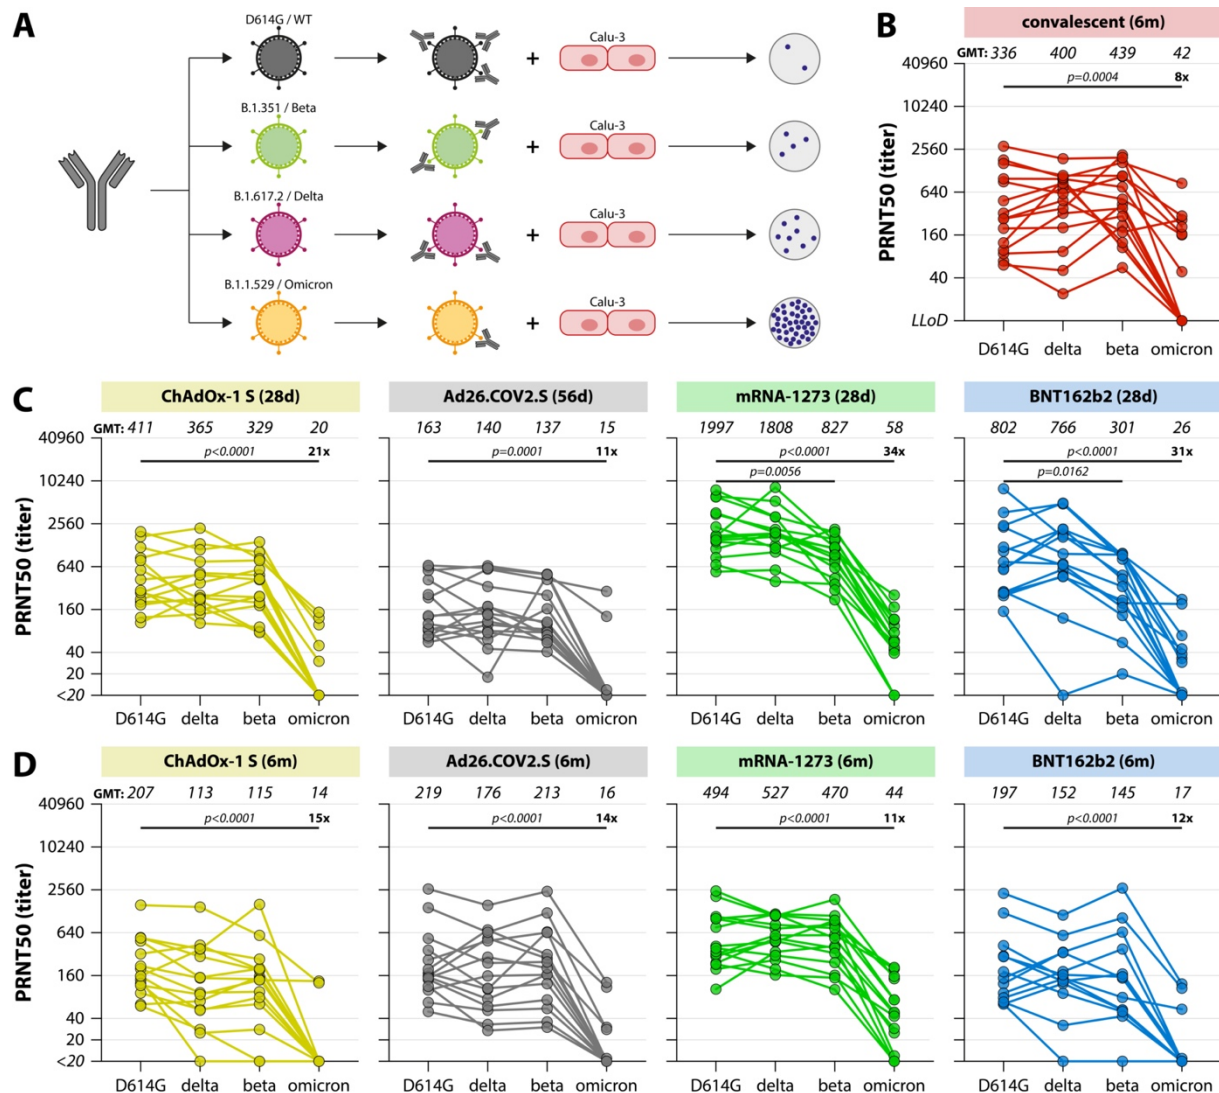 A
D614G / WT
Calu-3
B.1.351 / Beta
Calu-3
B.1.617.2 / Delta
Calu-3
B.1.1.529 / Omicron
Calu-3
B
convalescent (6m)
GMT: 336 400 439 42
p=0.0004 8x
PRNT50 (titer)
40960
10240
2560
640
160
40
LLoD
D614G delta beta omicron
C
ChAdOx-1 S (28d)
GMT: 411 365 329 20
p<0.0001 21x
PRNT50 (titer)
40960
10240
2560
640
160
40
20
<20
D614G delta beta omicron
Ad26.COV2.S (56d)
163 140 137 15
p=0.0001 11x
D614G delta beta omicron
mRNA-1273 (28d)
1997 1808 827 58
p<0.0001 34x
p=0.0056
D614G delta beta omicron
BNT162b2 (28d)
802 766 301 26
p<0.0001 31x
p=0.0162
D614G delta beta omicron
D
ChAdOx-1 S (6m)
GMT: 207 113 115 14
p<0.0001 15x
PRNT50 (titer)
40960
10240
2560
640
160
40
20
<20
D614G delta beta omicron
Ad26.COV2.S (6m)
219 176 213 16
p<0.0001 14x
D614G delta beta omicron
mRNA-1273 (6m)
494 527 470 44
p<0.0001 11x
D614G delta beta omicron
BNT162b2 (6m)
197 152 145 17
p<0.0001 12x
D614G delta beta omicron